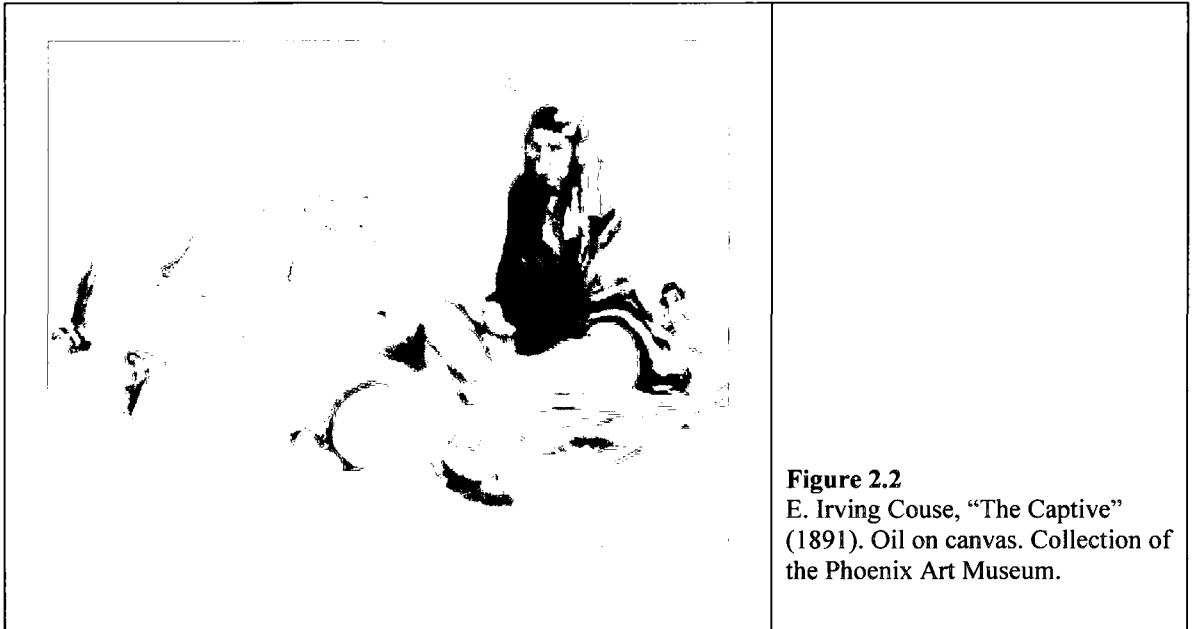 Figure 2.2
E. Irving Couse, “The Captive”
(1891). Oil on canvas. Collection of
the Phoenix Art Museum.